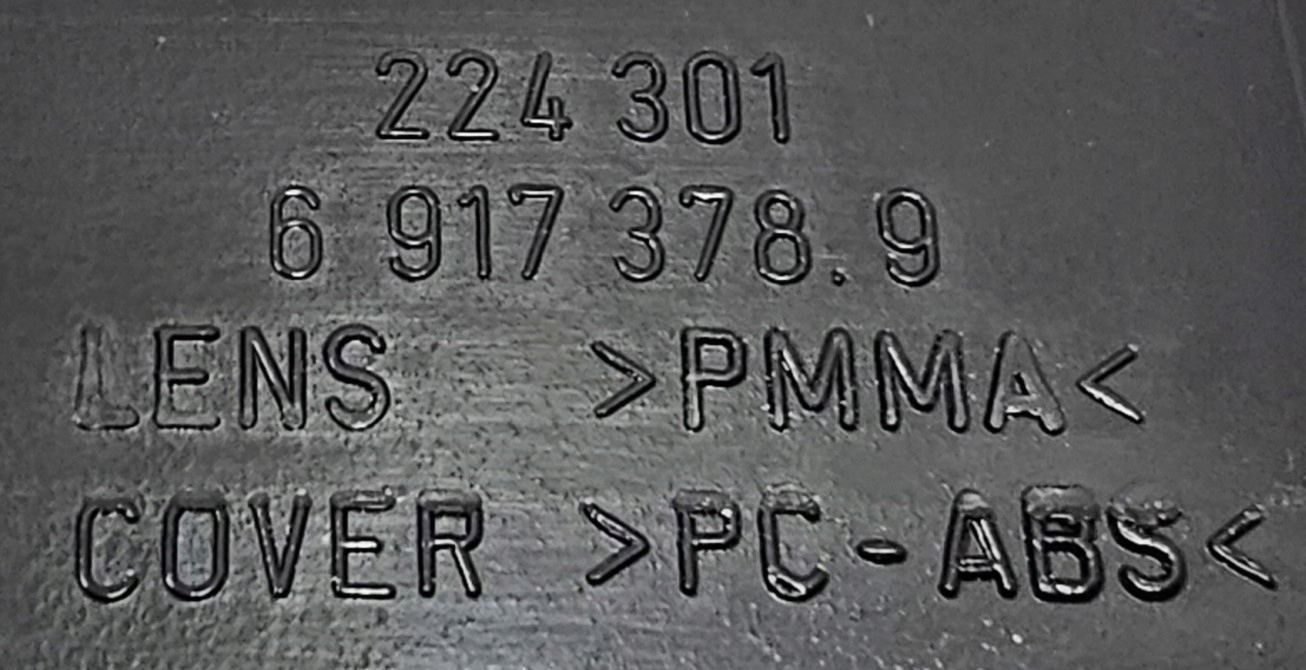 224 301
6 917 378.9
LENS >PMMA<
COVER >PC-ABS<